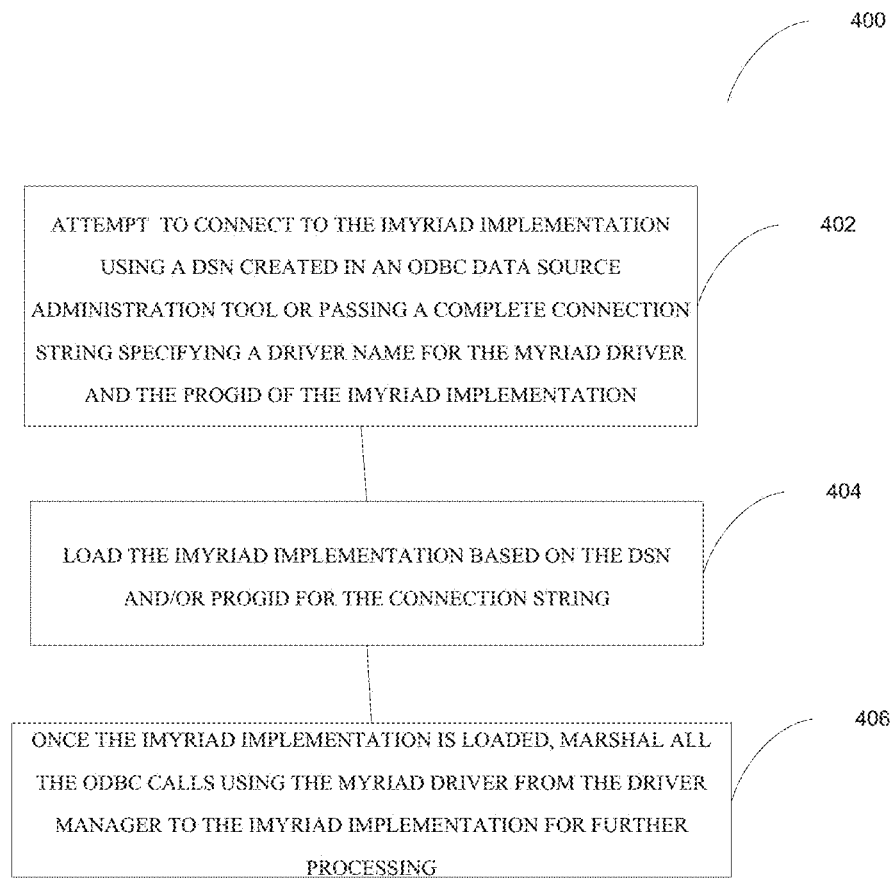 400
ATTEMPT TO CONNECT TO THE IMYRIAD IMPLEMENTATION
USING A DSN CREATED IN AN ODBC DATA SOURCE
ADMINISTRATION TOOL OR PASSING A COMPLETE CONNECTION
STRING SPECIFYING A DRIVER NAME FOR THE MYRIAD DRIVER
AND THE PROGID OF THE IMYRIAD IMPLEMENTATION
402
LOAD THE IMYRIAD IMPLEMENTATION BASED ON THE DSN
AND/OR PROGID FOR THE CONNECTION STRING
404
ONCE THE IMYRIAD IMPLEMENTATION IS LOADED, MARSHAL ALL
THE ODBC CALLS USING THE MYRIAD DRIVER FROM THE DRIVER
MANAGER TO THE IMYRIAD IMPLEMENTATION FOR FURTHER
PROCESSING
406